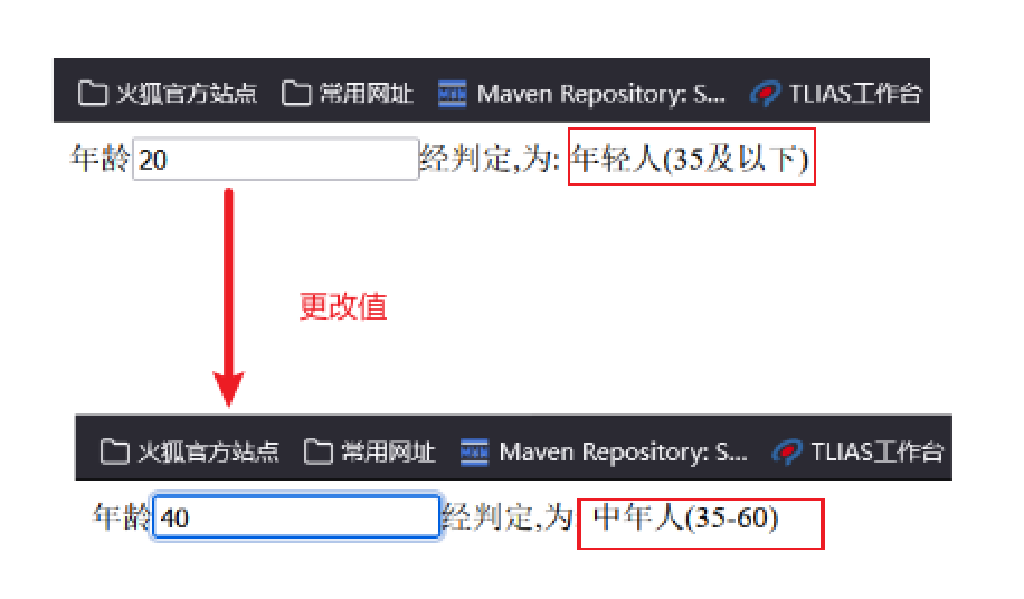 火狐官方站点 常用网址 Maven Repository: S... TLIAS工作台
年龄 20 经判定,为: 年轻人(35及以下)
更改值
火狐官方站点 常用网址 Maven Repository: S... TLIAS工作台
年龄 40 经判定,为: 中年人(35-60)